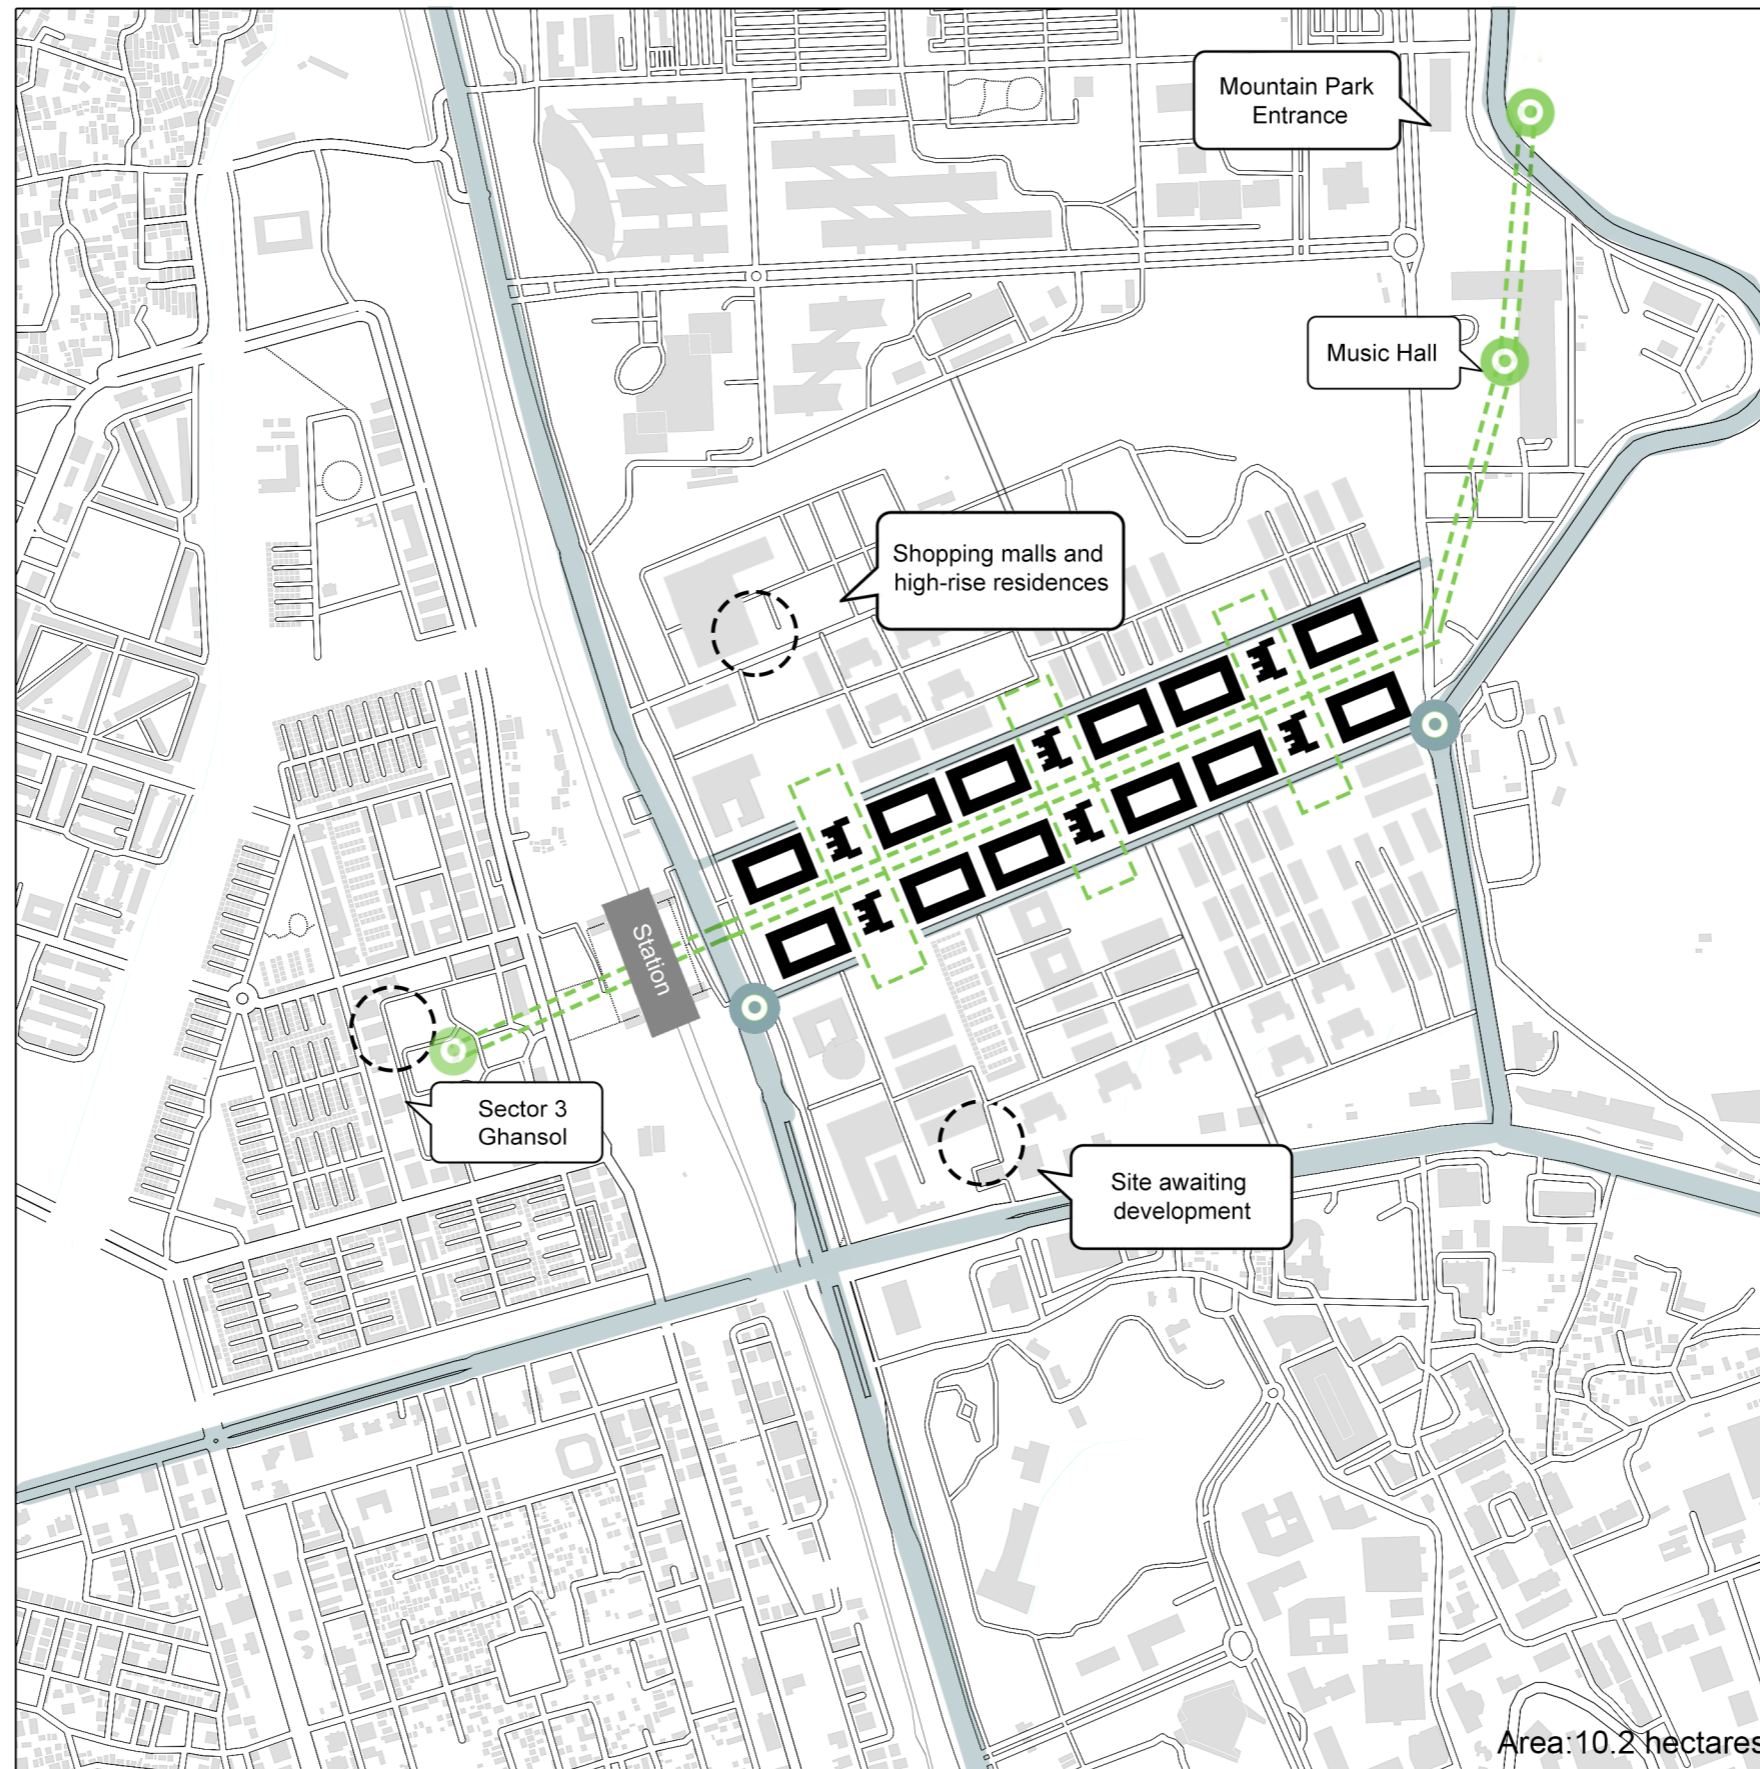 Mountain Park
Entrance
Music Hall
Shopping malls and
high-rise residences
Station
Sector 3
Ghansol
Site awaiting
development
Area:10.2 hectares